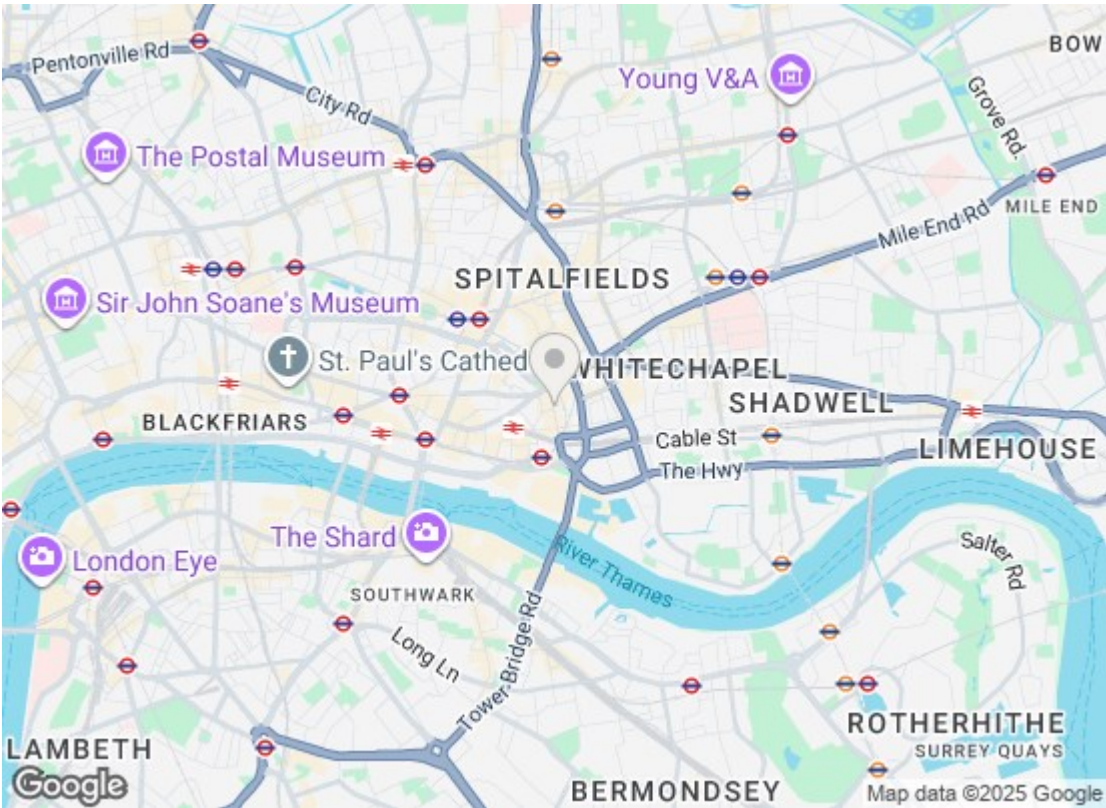 Pentonville Rd
BOW
Young V&A
City Rd
Grove Rd.
The Postal Museum
MILE END
Mile End Rd
SPITALFIELDS
Sir John Soane's Museum
St. Paul's Cathed
WHITECHAPEL
SHADWELL
BLACKFRIARS
Cable St
LIMEHOUSE
The Hwy
The Shard
River Thames
Salter Rd
London Eye
SOUTHWARK
Long Ln
Tower Bridge Rd
ROTHERHITHE
LAMBETH
SURREY QUAYS
Google
BERMONDSEY
Map data ©2025 Google